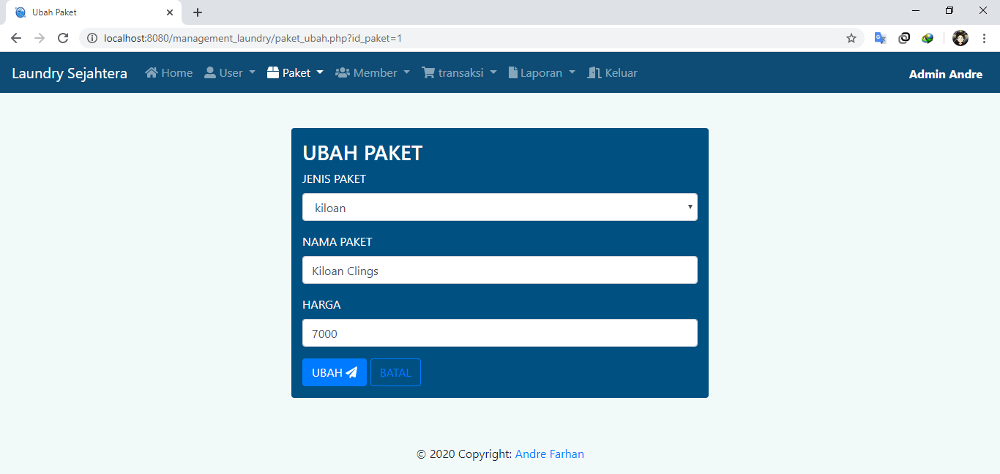 Ubah Paket
localhost:8080/management_laundry/paket_ubah.php?id_paket=1
Laundry Sejahtera Home User Paket Member transaksi Laporan Keluar Admin Andre
UBAH PAKET
JENIS PAKET
kiloan
NAMA PAKET
Kiloan Clings
HARGA
7000
UBAH BATAL
© 2020 Copyright: Andre Farhan